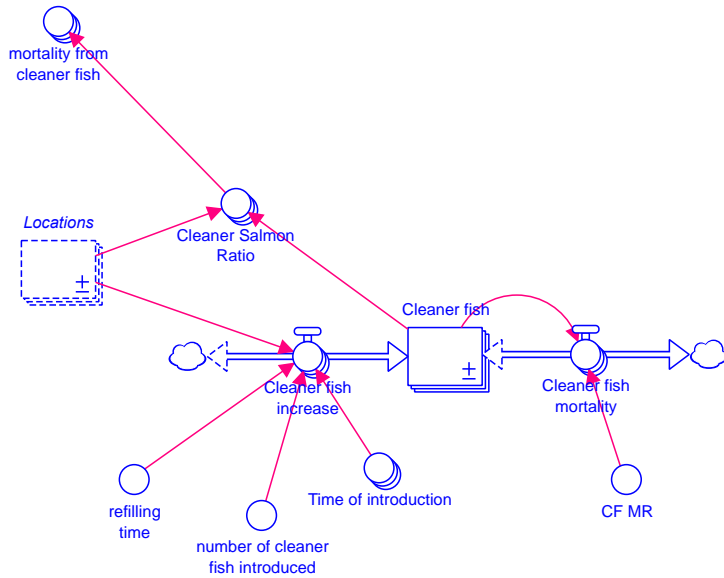 mortality from
cleaner fish
Locations
Cleaner Salmon
Ratio
Cleaner fish
Cleaner fish
increase
Cleaner fish
mortality
refilling
time
number of cleaner
fish introduced
Time of introduction
CF MR